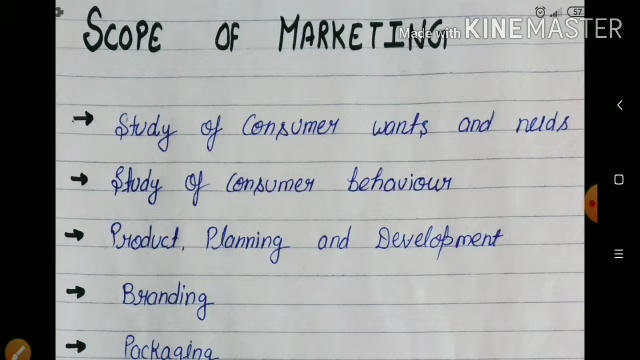 SCOPE OF MARKETING
Made with KINEMASTER
57
→ Study of Consumer wants and needs
→ Study of Consumer behaviour
→ Product, Planning and Development
→ Branding
→ Packaging